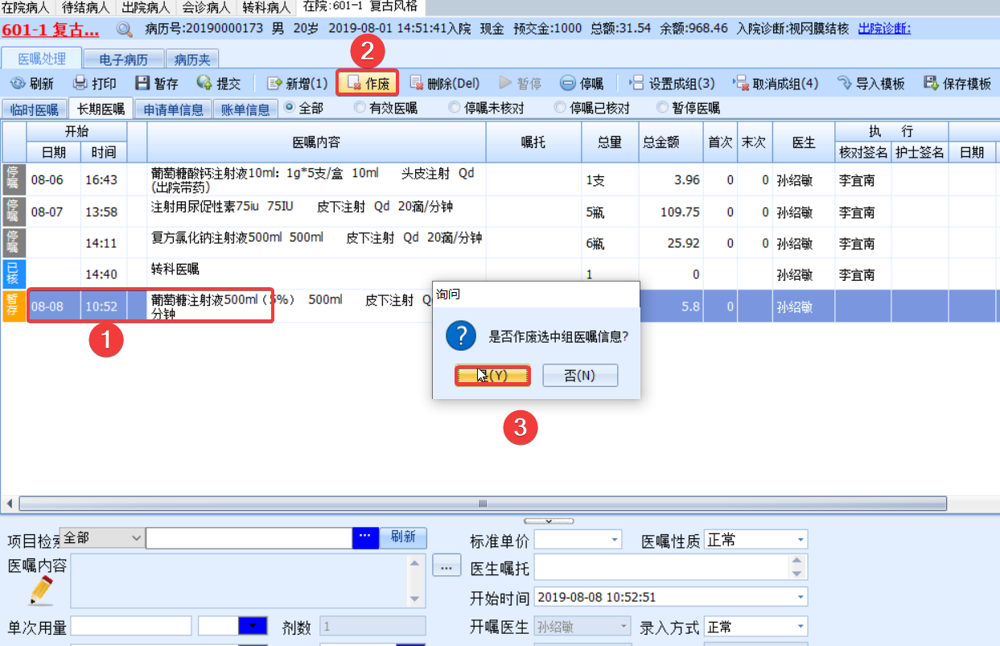 在院病人 待结病人 出院病人 会诊病人 转科病人 在院:601-1 复古风格
601-1 复古... 病历号:20190000173 男 20岁 2019-08-01 14:51:41入院 现金 预交金:1000 总额:31.54 余额:968.46 入院诊断:视网膜结核 出院诊断:
医嘱处理 电子病历 病历夹
2
刷新 打印 暂存 提交 新增(1) 作废 删除(Del) 暂停 停嘱 设置成组(3) 取消成组(4) 导入模板 保存模板
临时医嘱 长期医嘱 申请单信息 账单信息 全部 有效医嘱 停嘱未核对 停嘱已核对 暂停医嘱
开始 医嘱内容 嘱托 总量 总金额 首次 末次 医生 执 行
日期 时间 核对签名 护士签名 日期
停嘱 08-06 16:43 葡萄糖酸钙注射液10ml: 1g*5支/盒 10ml 头皮注射 Qd 1支 3.96 0 0 孙绍敏 李宜南
(出院带药)
停嘱 08-07 13:58 注射用尿促性素75iu 75IU 皮下注射 Qd 20滴/分钟 5瓶 109.75 0 0 孙绍敏 李宜南
停嘱 14:11 复方氯化钠注射液500ml 500ml 皮下注射 Qd 20滴/分钟 6瓶 25.92 0 0 孙绍敏 李宜南
已核 14:40 转科医嘱 1 0 孙绍敏 李宜南
暂存 08-08 10:52 葡萄糖注射液500ml（5%） 500ml 皮下注射 5.8 0 孙绍敏
分钟
1
询问
是否作废选中组医嘱信息?
(Y) 否(N)
3
项目检索 全部 ... 刷新 标准单价 医嘱性质 正常
医嘱内容 ... 医生嘱托
开始时间 2019-08-08 10:52:51
单次用量 剂数 1 开嘱医生 孙绍敏 录入方式 正常